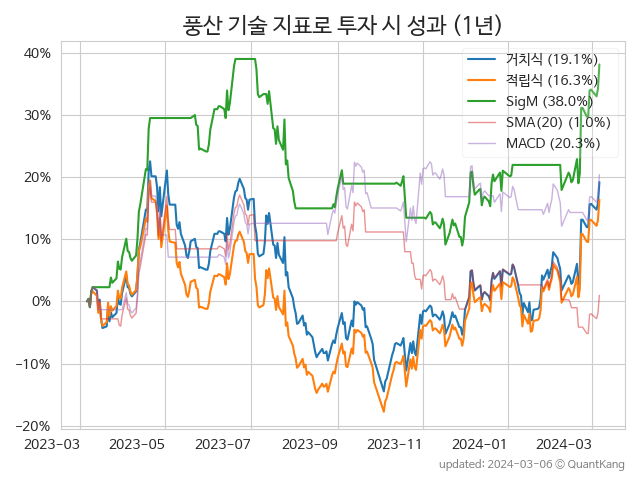 풍산 기술 지표로 투자 시 성과 (1년)
거치식 (19.1%)
적립식 (16.3%)
SigM (38.0%)
SMA(20) (1.0%)
MACD (20.3%)
40%
30%
20%
10%
0%
−10%
−20%
2023-03 2023-05 2023-07 2023-09 2023-11 2024-01 2024-03
updated: 2024-03-06 ⓒ QuantKang